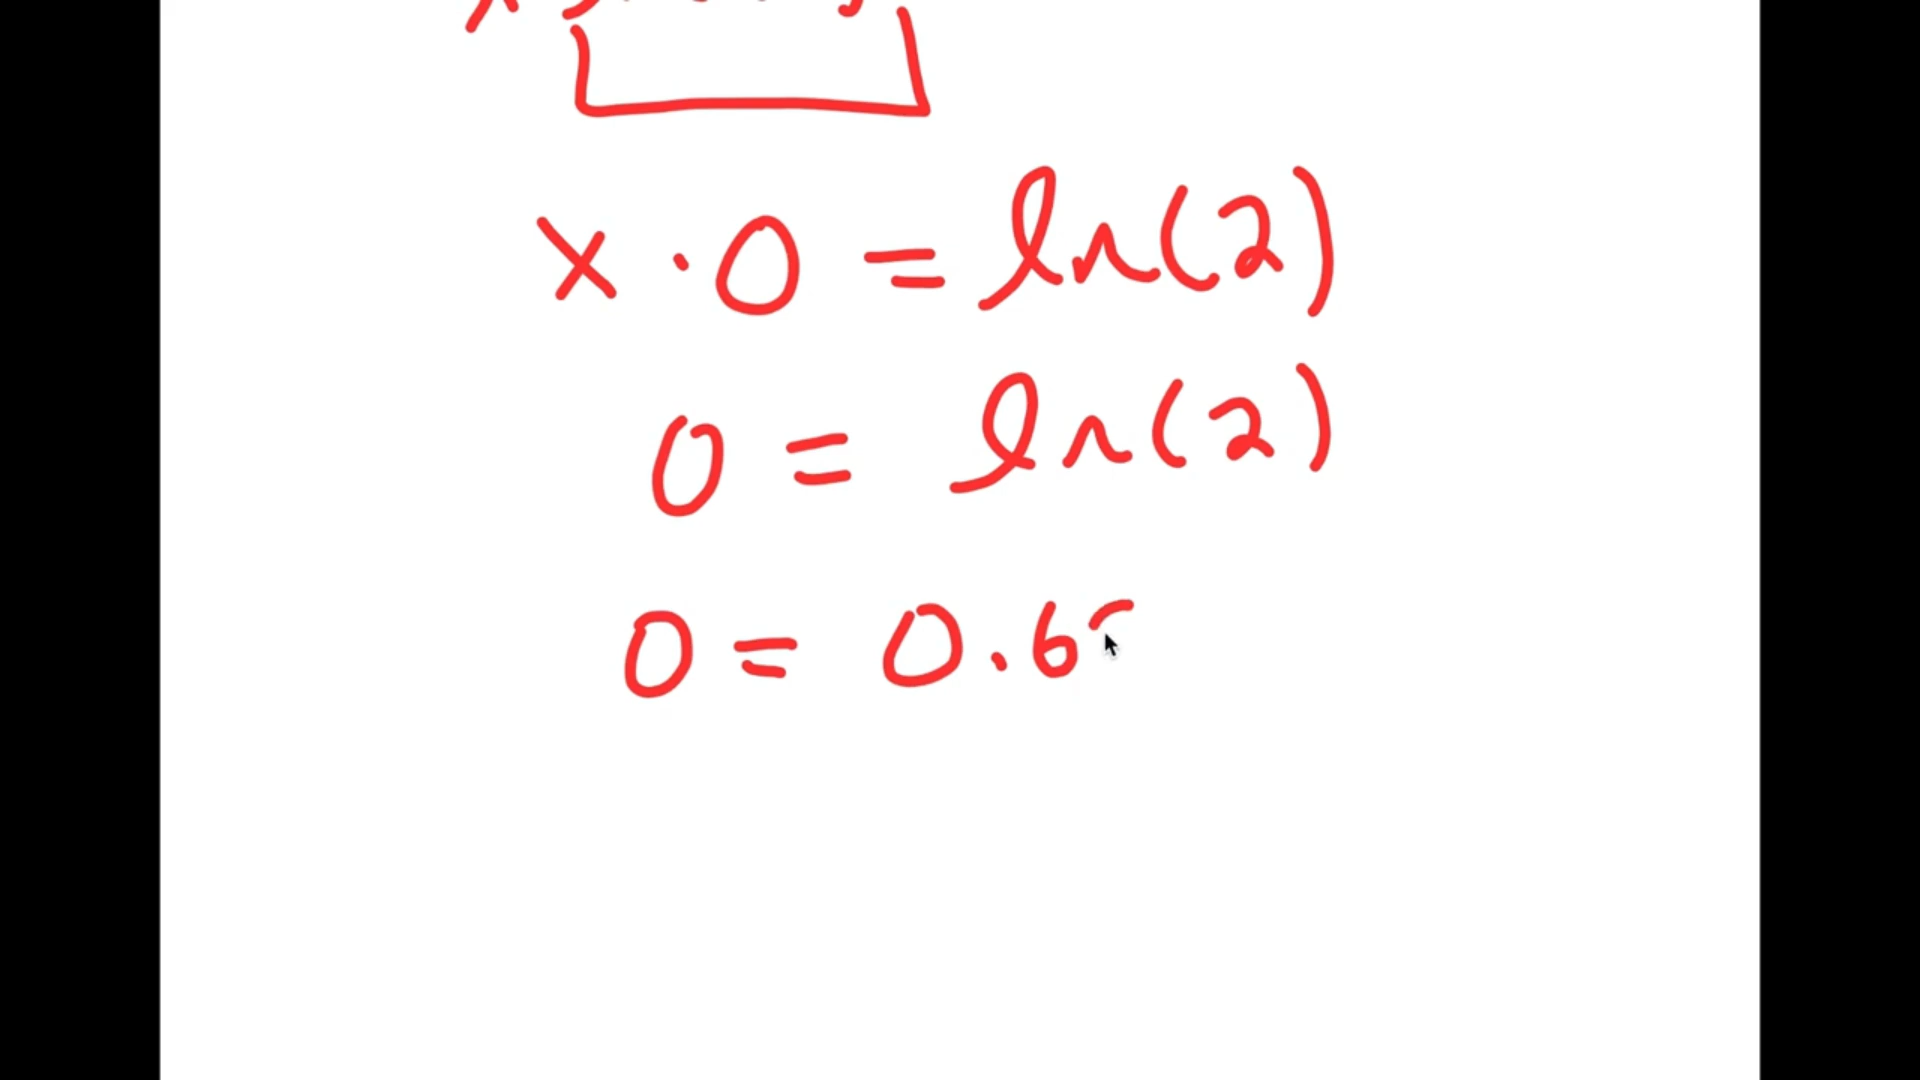 x · 0 = ln(2)
0 = ln(2)
0 = 0.6